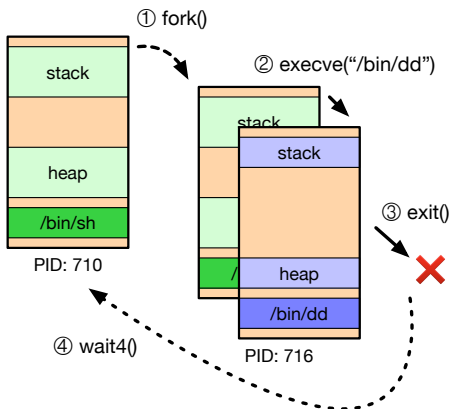 ① fork()
② execve(“/bin/dd”)
stack
heap
/bin/sh
PID: 710
stack
/
stack
heap
/bin/dd
PID: 716
③ exit()
④ wait4()